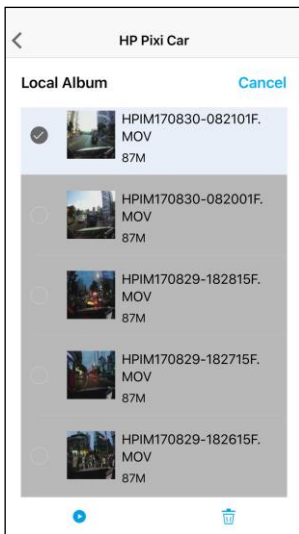 HP Pixi Car
Local Album Cancel
HPIM170830-082101F.
MOV
87M
HPIM170830-082001F.
MOV
87M
HPIM170829-182815F.
MOV
87M
HPIM170829-182715F.
MOV
87M
HPIM170829-182615F.
MOV
87M